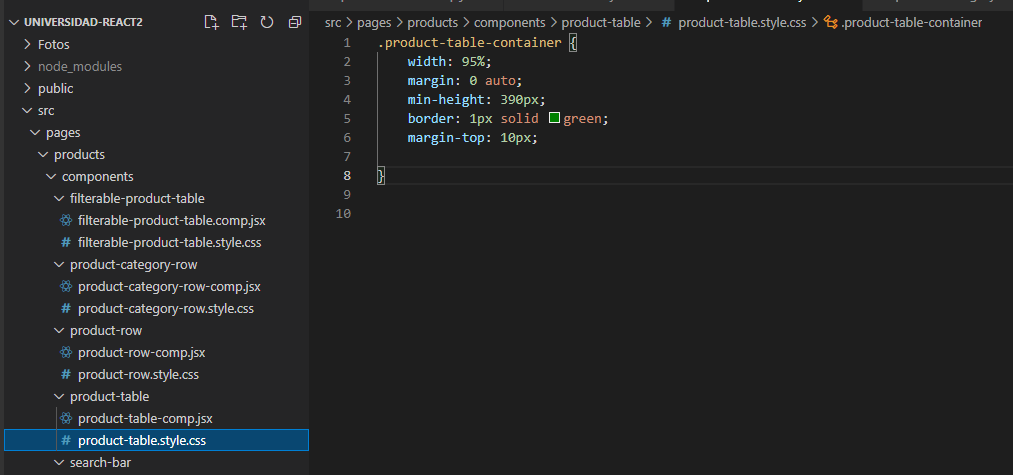 UNIVERSIDAD-REACT2
Fotos
node_modules
public
src
pages
products
components
filterable-product-table
filterable-product-table.comp.jsx
filterable-product-table.style.css
product-category-row
product-category-row-comp.jsx
product-category-row.style.css
product-row
product-row-comp.jsx
product-row.style.css
product-table
product-table-comp.jsx
product-table.style.css
search-bar
src > pages > products > components > product-table > # product-table.style.css > .product-table-container
1 .product-table-container {
2 width: 95%;
3 margin: 0 auto;
4 min-height: 390px;
5 border: 1px solid green;
6 margin-top: 10px;
7
8 }
9
10